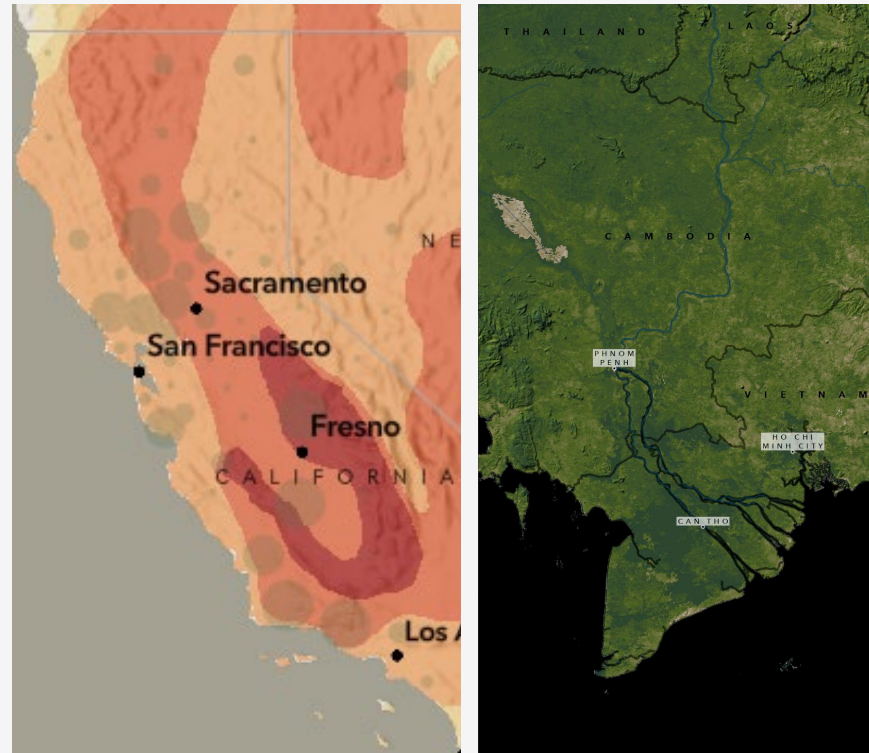 Sacramento
San Francisco
Fresno
CALIFORNIA
NE
Los A
THAILAND
LAOS
CAMBODIA
PHNOM
PENH
VIETNAM
HO CHI
MINH CITY
CAN THO